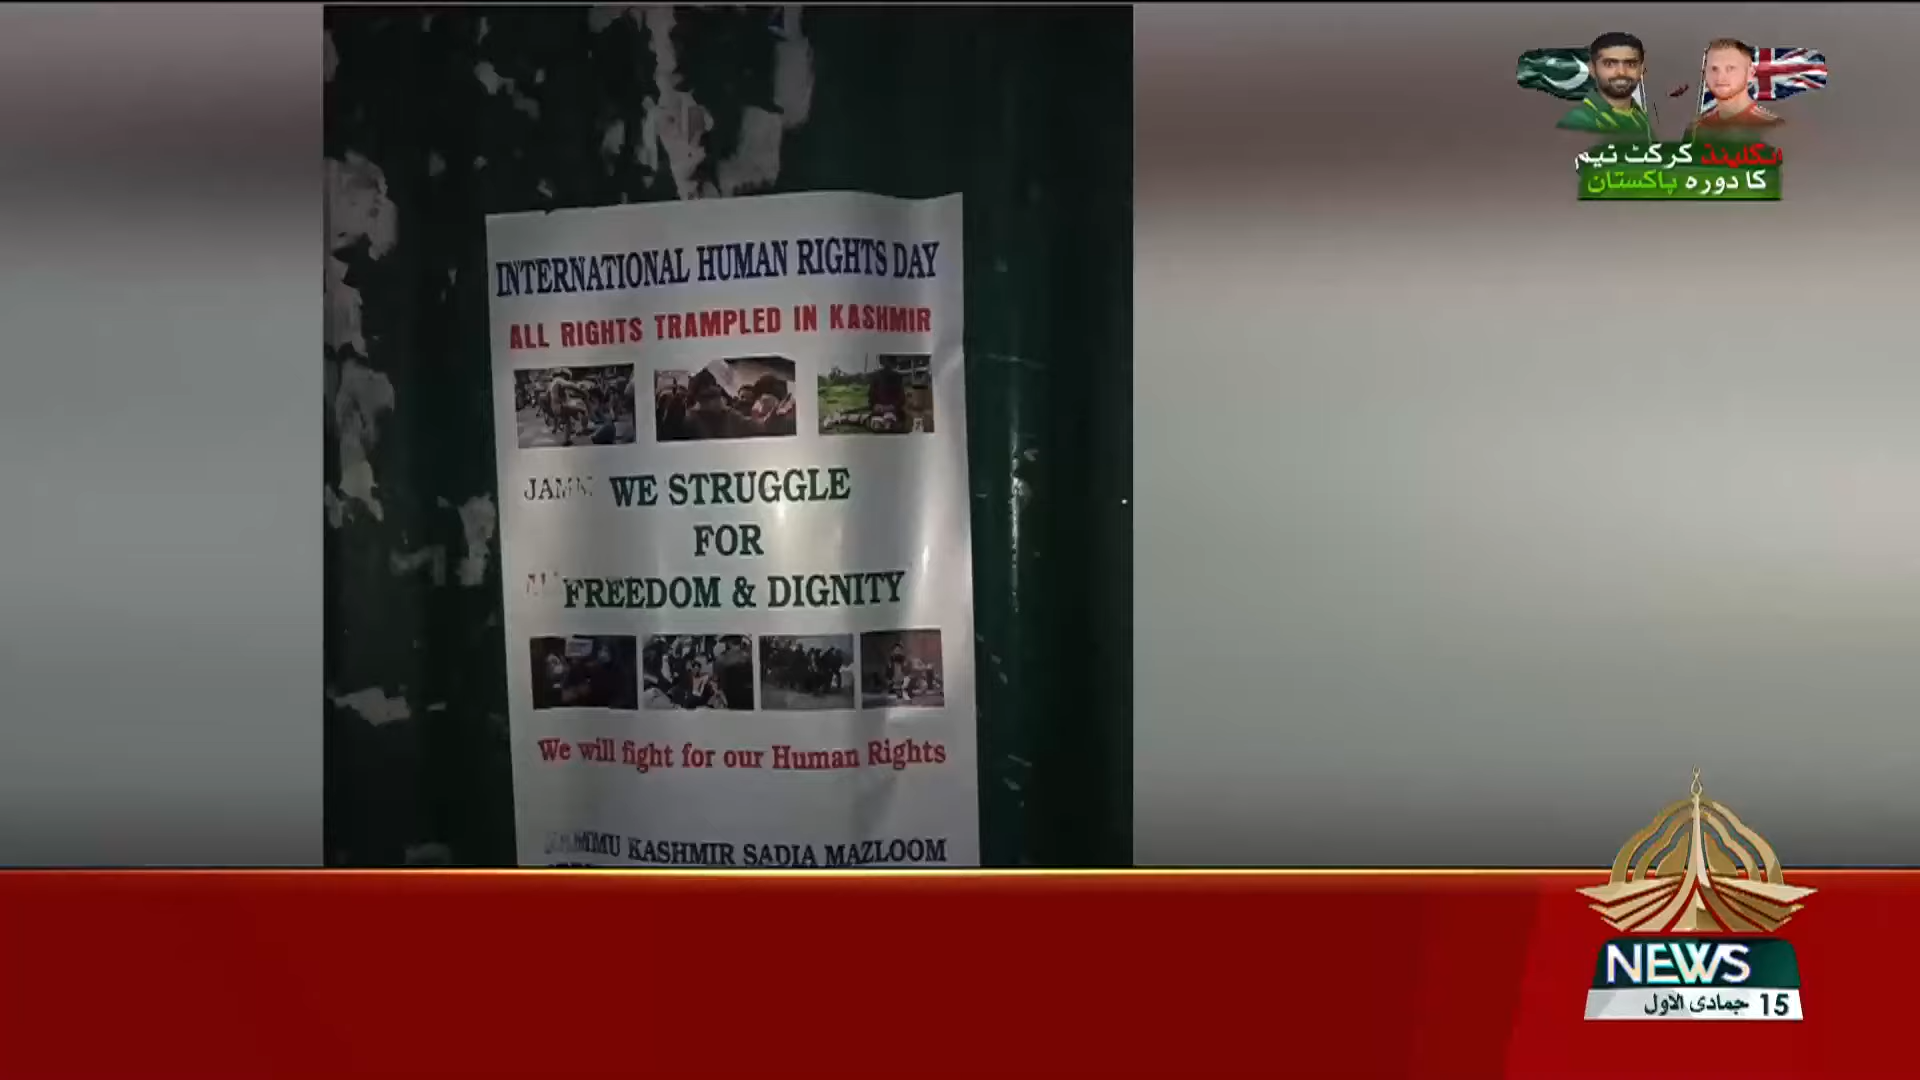 انگلینڈ کرکٹ ٹیم
کا دورہ پاکستان
INTERNATIONAL HUMAN RIGHTS DAY
ALL RIGHTS TRAMPLED IN KASHMIR
WE STRUGGLE
FOR
FREEDOM & DIGNITY
We will fight for our Human Rights
JAMMU KASHMIR SADIA MAZLOOM
NEWS
15 جمادی الاول